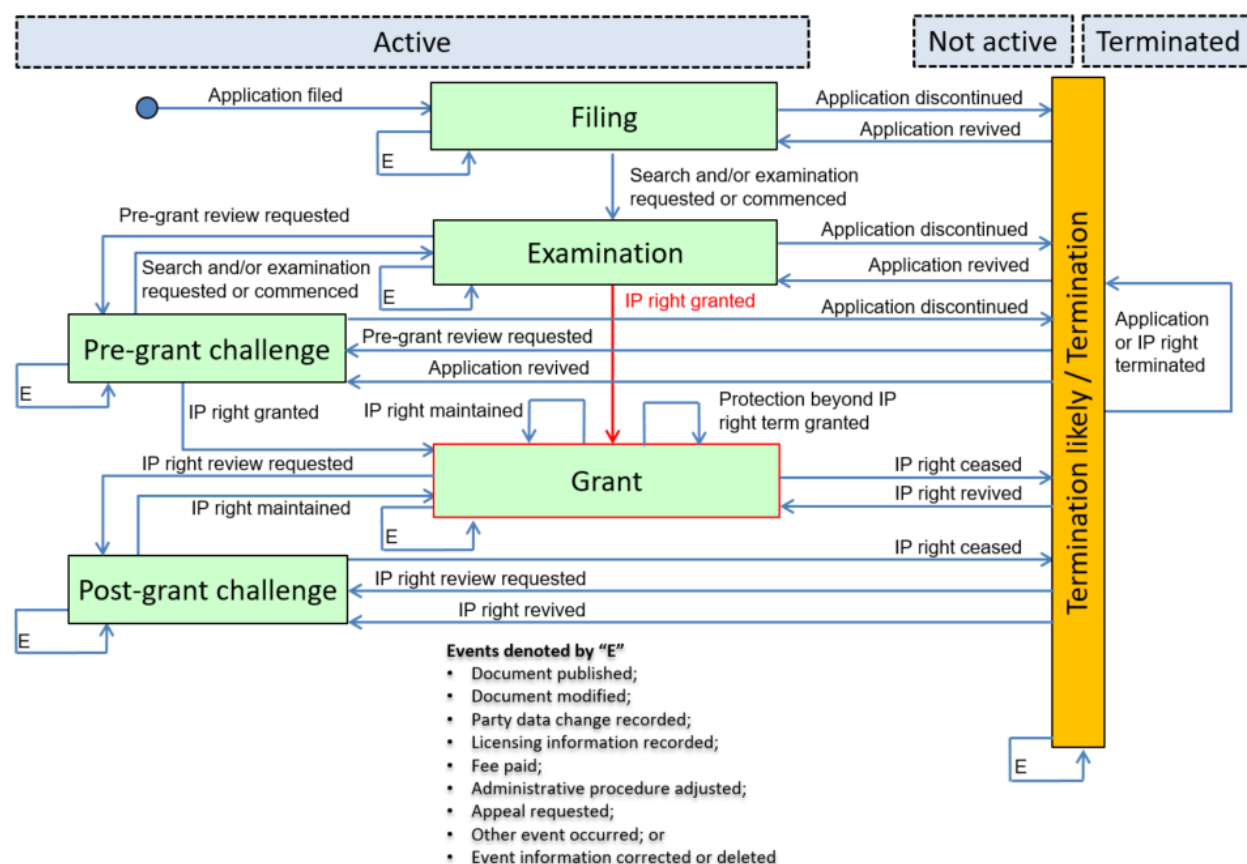 Active
Not active
Terminated
Application filed
Filing
Application discontinued
Application revived
E
Search and/or examination
requested or commenced
Pre-grant review requested
Examination
Application discontinued
Search and/or examination
requested or commenced
Application revived
E
IP right granted
Application discontinued
Pre-grant challenge
Pre-grant review requested
Application revived
E
Application
or IP right
terminated
Termination likely / Termination
IP right granted
IP right maintained
Protection beyond IP
right term granted
IP right review requested
Grant
IP right ceased
IP right revived
IP right maintained
E
IP right ceased
Post-grant challenge
IP right review requested
IP right revived
E
Events denoted by “E”
• Document published;
• Document modified;
• Party data change recorded;
• Licensing information recorded;
• Fee paid;
• Administrative procedure adjusted;
• Appeal requested;
• Other event occurred; or
• Event information corrected or deleted
E